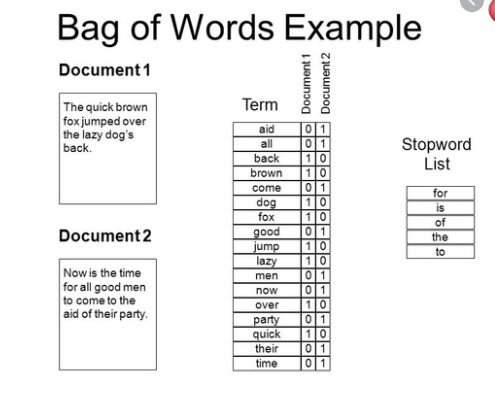 Bag of Words Example
Document 1
The quick brown
fox jumped over
the lazy dog's
back.
Document 2
Now is the time
for all good men
to come to the
aid of their party.
Term Document 1 Document 2
aid 0 1
all 0 1
back 1 0
brown 1 0
come 0 1
dog 1 0
fox 1 0
good 0 1
jump 1 0
lazy 1 0
men 0 1
now 0 1
over 1 0
party 0 1
quick 1 0
their 0 1
time 0 1
Stopword
List
for
is
of
the
to